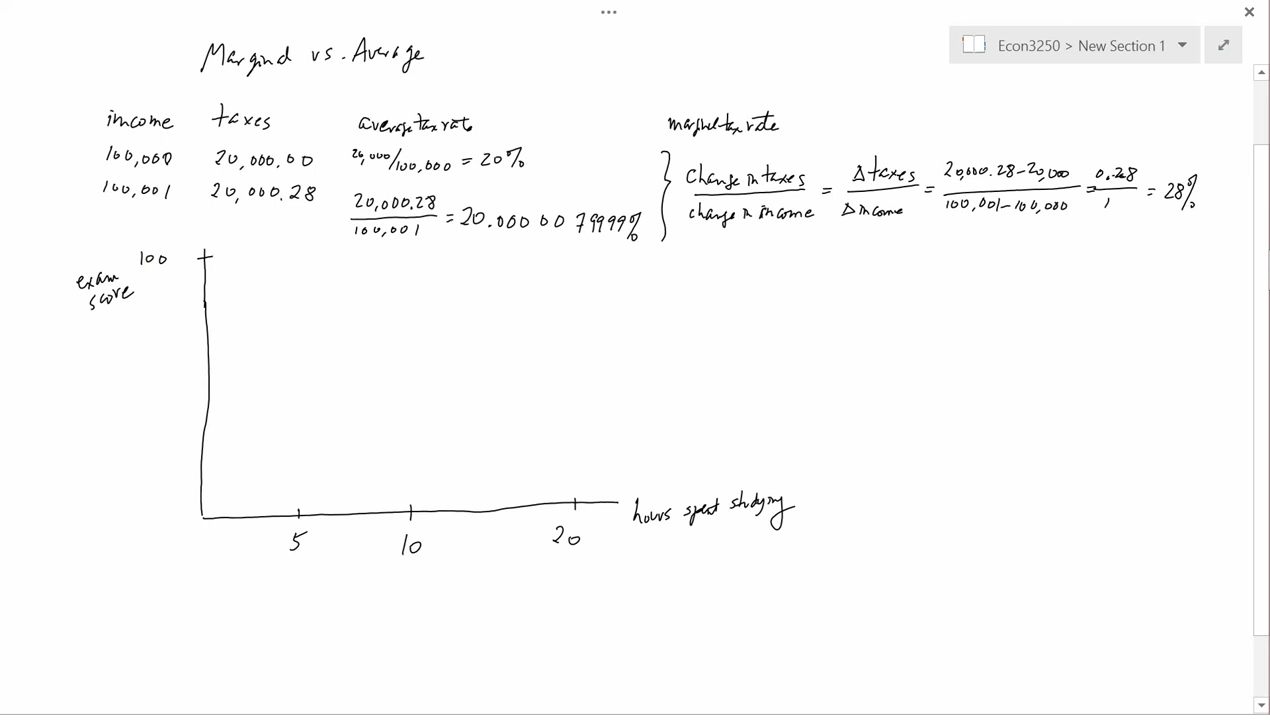 Econ3250 > New Section 1
Marginal vs. Average
income taxes average tax rate marginal tax rate
100,000 20,000.00 20,000/100,000 = 20%
100,001 20,000.28 20,000.28/100,001 = 20.000 00 79999%
change in taxes/change in income = Δtaxes/Δincome = 20,000.28-20,000/100,001-100,000 = 0.28/1 = 28%
100
exam
score
hours spent studying
5 10 20